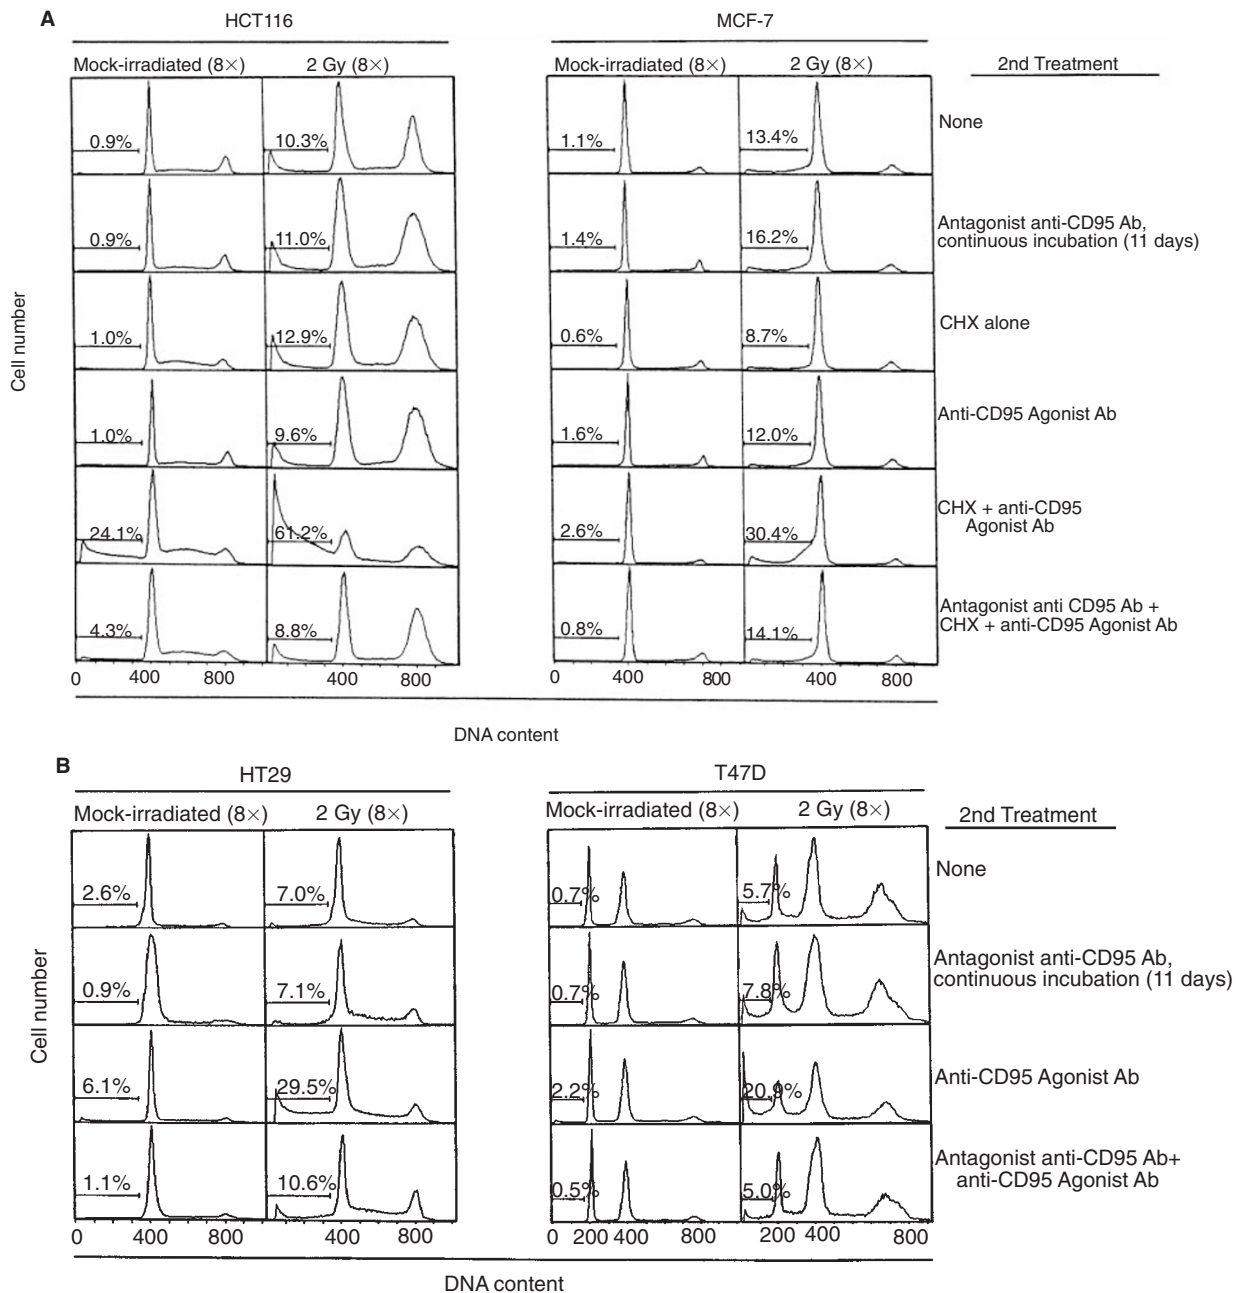 A
HCT116
MCF-7
Mock-irradiated (8×)
2 Gy (8×)
Mock-irradiated (8×)
2 Gy (8×)
2nd Treatment
0.9%
10.3%
1.1%
13.4%
None
0.9%
11.0%
1.4%
16.2%
Antagonist anti-CD95 Ab,
continuous incubation (11 days)
1.0%
12.9%
0.6%
8.7%
CHX alone
1.0%
9.6%
1.6%
12.0%
Anti-CD95 Agonist Ab
24.1%
61.2%
2.6%
30.4%
CHX + anti-CD95
Agonist Ab
4.3%
8.8%
0.8%
14.1%
Antagonist anti CD95 Ab +
CHX + anti-CD95 Agonist Ab
Cell number
0 400 800 400 800
0 400 800 400 800
DNA content
B
HT29
T47D
Mock-irradiated (8×)
2 Gy (8×)
Mock-irradiated (8×)
2 Gy (8×)
2nd Treatment
2.6%
7.0%
0.7%
5.7%
None
0.9%
7.1%
0.7%
7.8%
Antagonist anti-CD95 Ab,
continuous incubation (11 days)
6.1%
29.5%
2.2%
20.9%
Anti-CD95 Agonist Ab
1.1%
10.6%
0.5%
5.0%
Antagonist anti-CD95 Ab+
anti-CD95 Agonist Ab
Cell number
0 400 800 400 800
0 200 400 800 200 400 800
DNA content